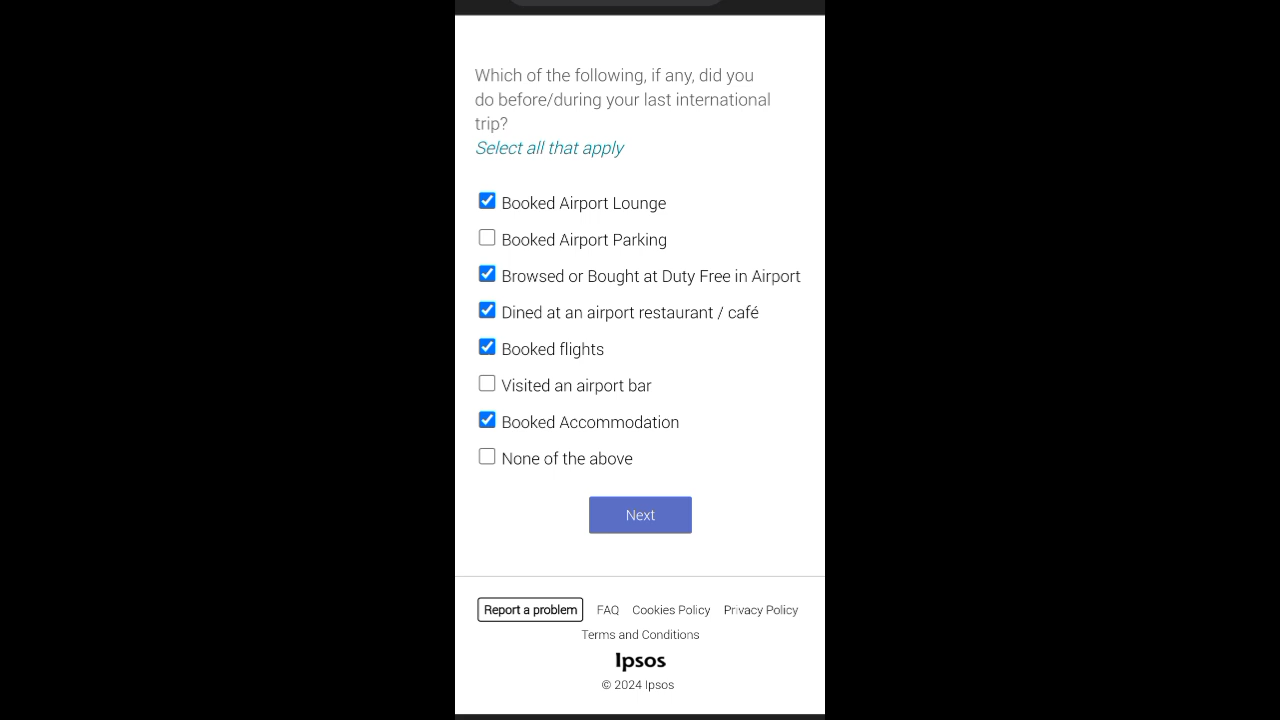 Which of the following, if any, did you
do before/during your last international
trip?
Select all that apply
Booked Airport Lounge
Booked Airport Parking
Browsed or Bought at Duty Free in Airport
Dined at an airport restaurant / café
Booked flights
Visited an airport bar
Booked Accommodation
None of the above
Next
Report a problem FAQ Cookies Policy Privacy Policy
Terms and Conditions
Ipsos
© 2024 Ipsos